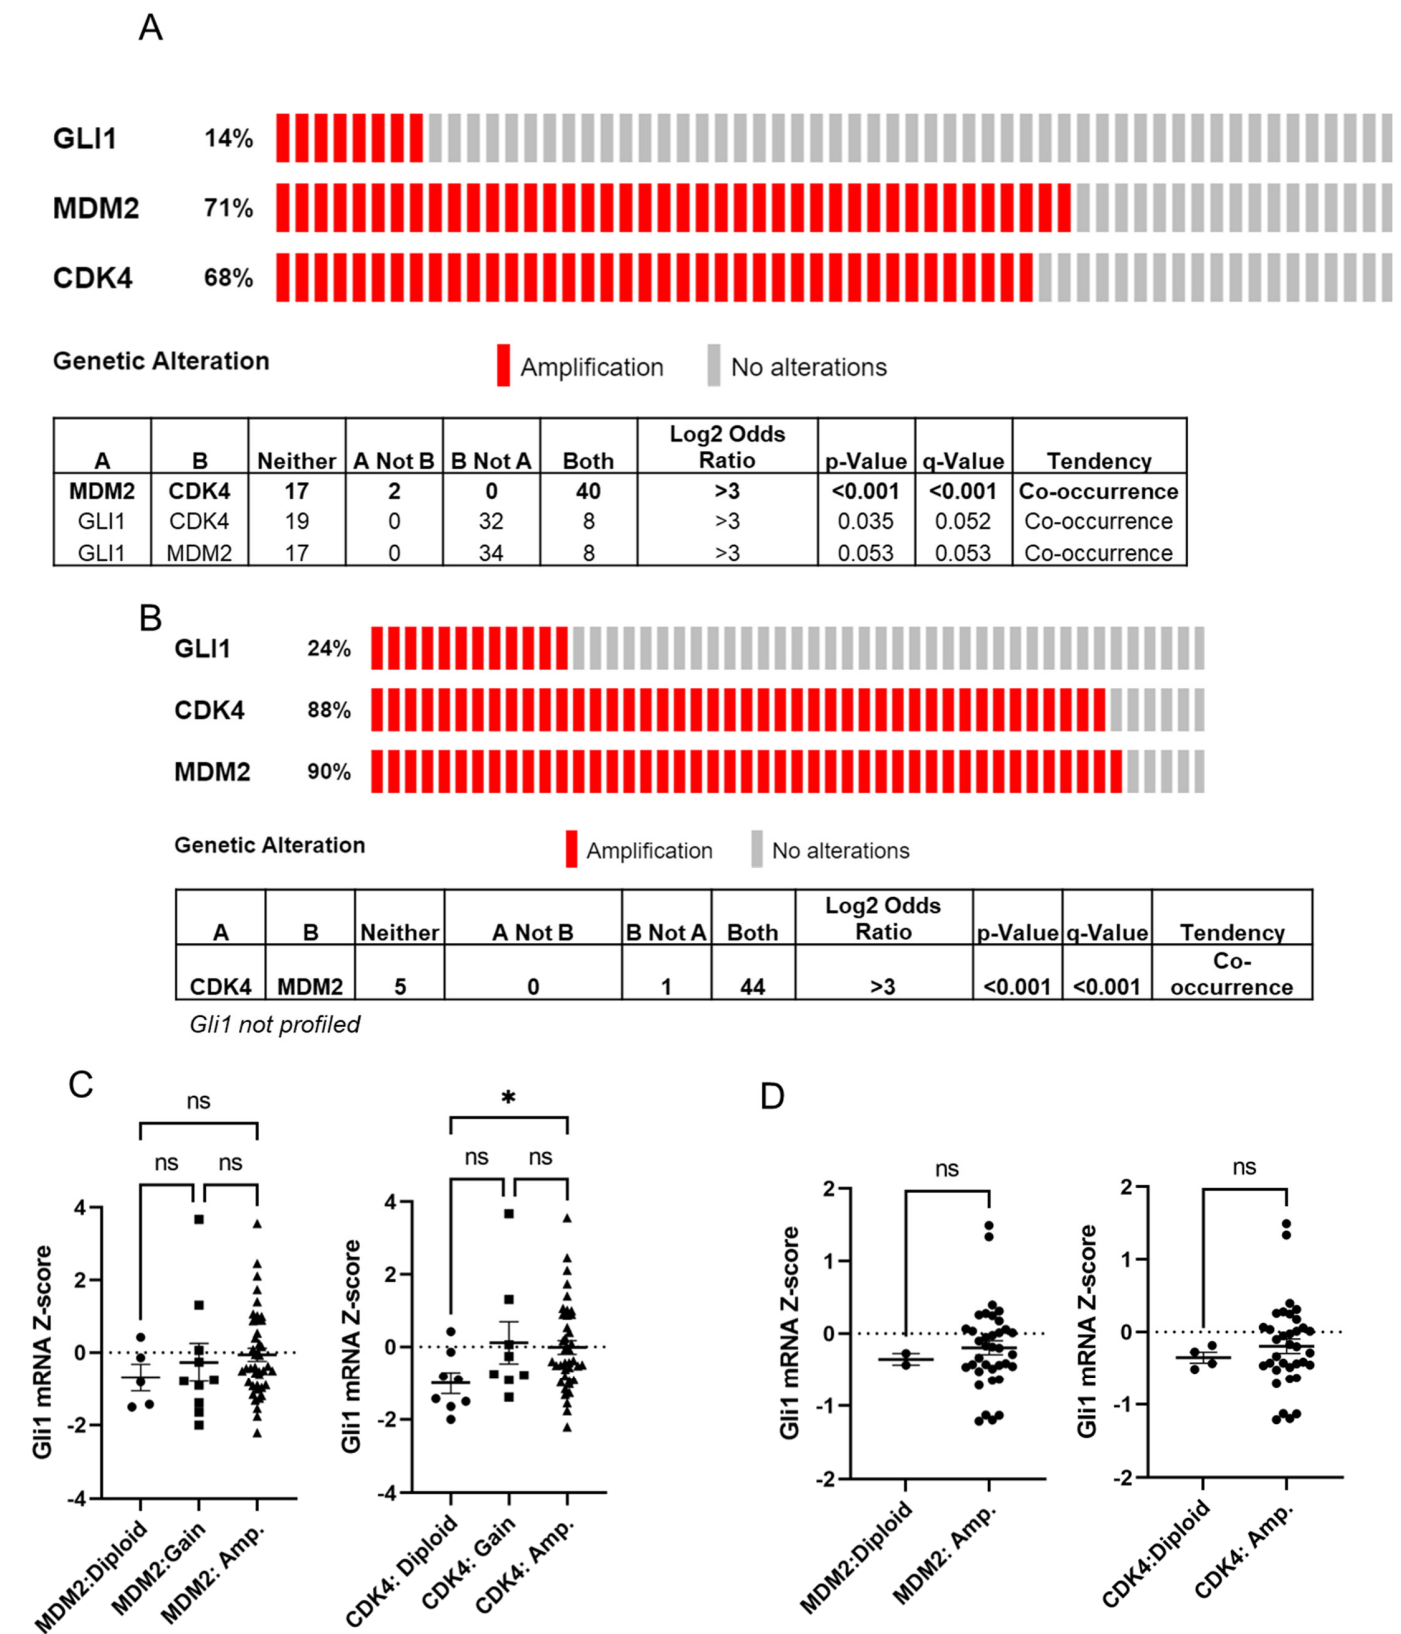 A
GLI1 14%
MDM2 71%
CDK4 68%
Genetic Alteration Amplification No alterations
A B Neither A Not B B Not A Both Log2 Odds Ratio p-Value q-Value Tendency
MDM2 CDK4 17 2 0 40 >3 <0.001 <0.001 Co-occurrence
GLI1 CDK4 19 0 32 8 >3 0.035 0.052 Co-occurrence
GLI1 MDM2 17 0 34 8 >3 0.053 0.053 Co-occurrence
B
GLI1 24%
CDK4 88%
MDM2 90%
Genetic Alteration Amplification No alterations
A B Neither A Not B B Not A Both Log2 Odds Ratio p-Value q-Value Tendency
CDK4 MDM2 5 0 1 44 >3 <0.001 <0.001 Co-occurrence
Gli1 not profiled
C
ns
ns ns
Gli1 mRNA Z-score
4
2
0
-2
-4
MDM2:Diploid
MDM2:Gain
MDM2: Amp.
*
ns ns
Gli1 mRNA Z-score
4
2
0
-2
-4
CDK4: Diploid
CDK4: Gain
CDK4: Amp.
D
ns
Gli1 mRNA Z-score
2
1
0
-1
-2
MDM2:Diploid
MDM2: Amp.
ns
Gli1 mRNA Z-score
2
1
0
-1
-2
CDK4:Diploid
CDK4: Amp.